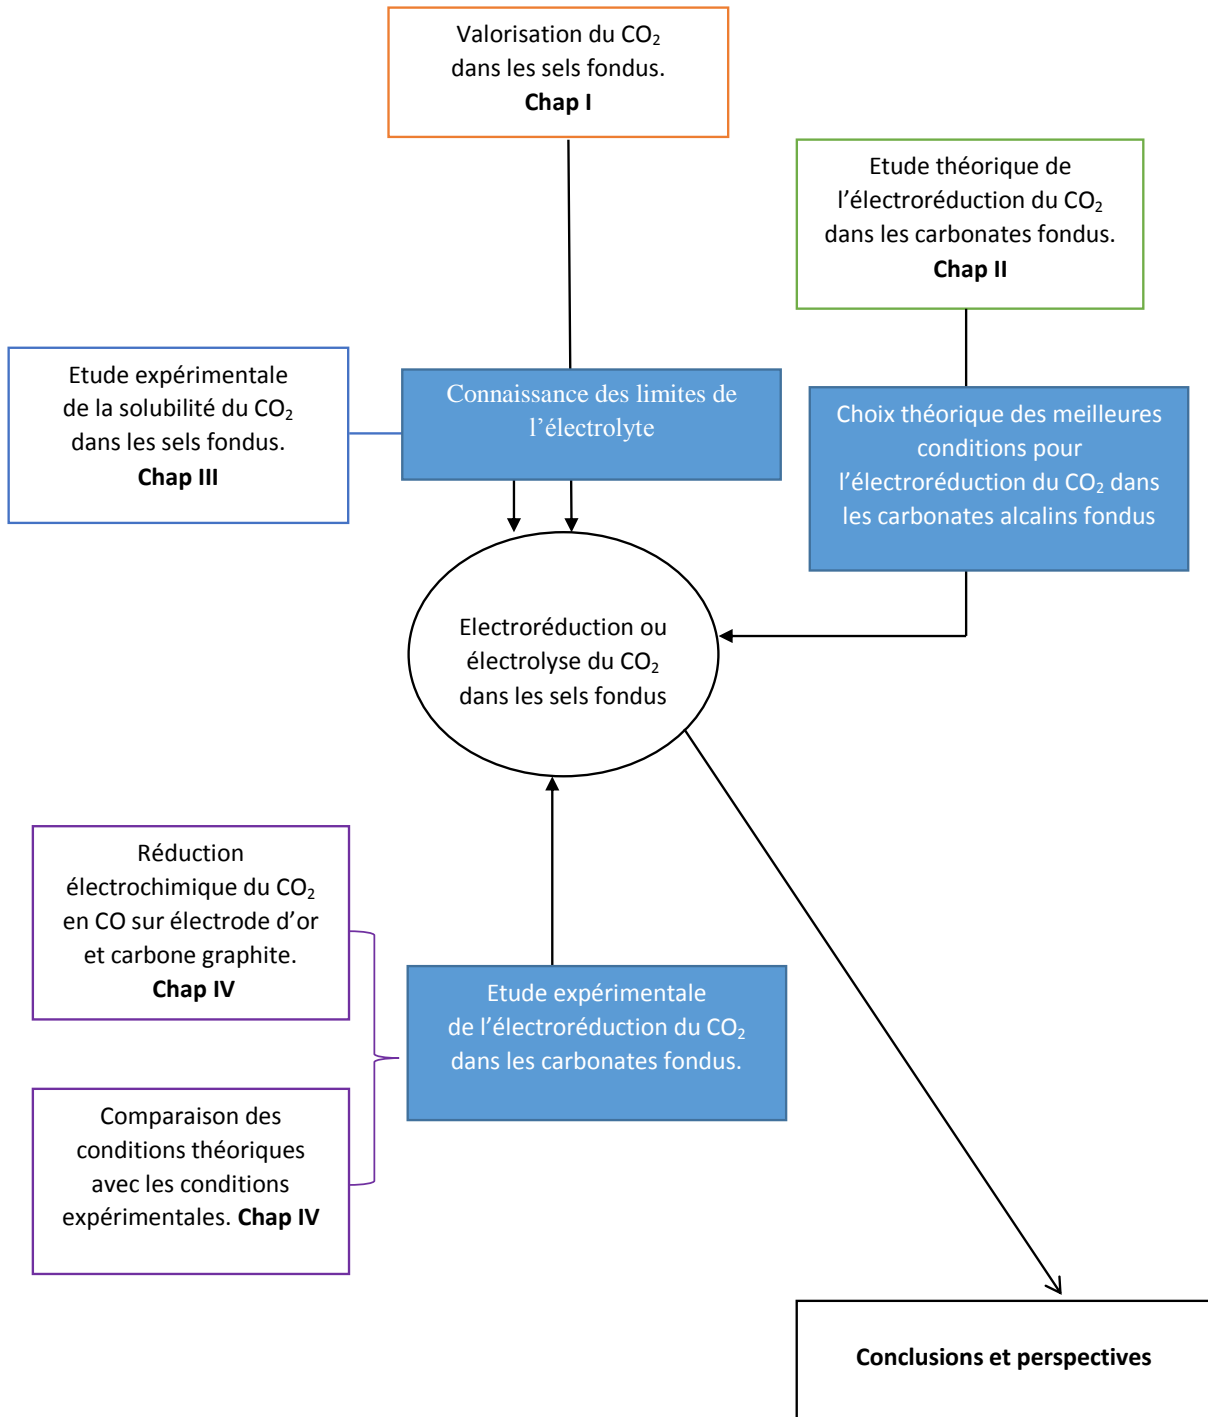 Valorisation du CO₂
dans les sels fondus.
Chap I
Etude théorique de
l’électroréduction du CO₂
dans les carbonates fondus.
Chap II
Etude expérimentale
de la solubilité du CO₂
dans les sels fondus.
Chap III
Connaissance des limites de
l’électrolyte
Choix théorique des meilleures
conditions pour
l’électroréduction du CO₂ dans
les carbonates alcalins fondus
Electroréduction ou
électrolyse du CO₂
dans les sels fondus
Réduction
électrochimique du CO₂
en CO sur électrode d’or
et carbone graphite.
Chap IV
Etude expérimentale
de l’électroréduction du CO₂
dans les carbonates fondus.
Comparaison des
conditions théoriques
avec les conditions
expérimentales. Chap IV
Conclusions et perspectives